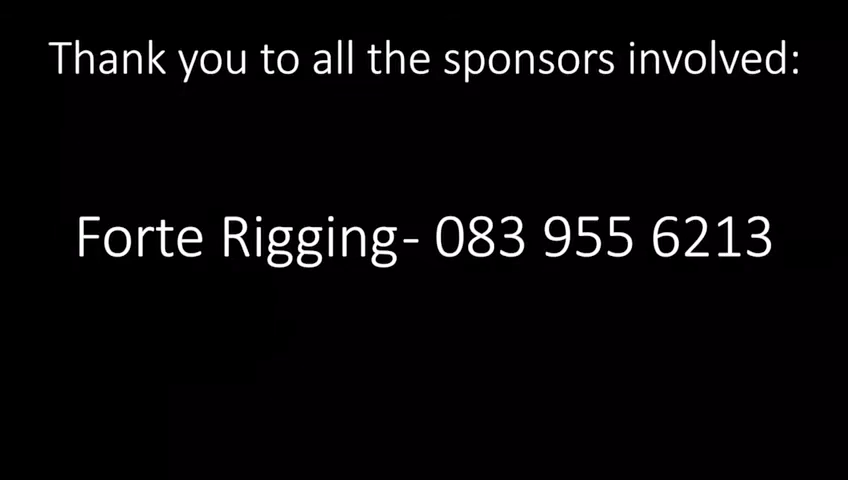 Thank you to all the sponsors involved:
Forte Rigging- 083 955 6213